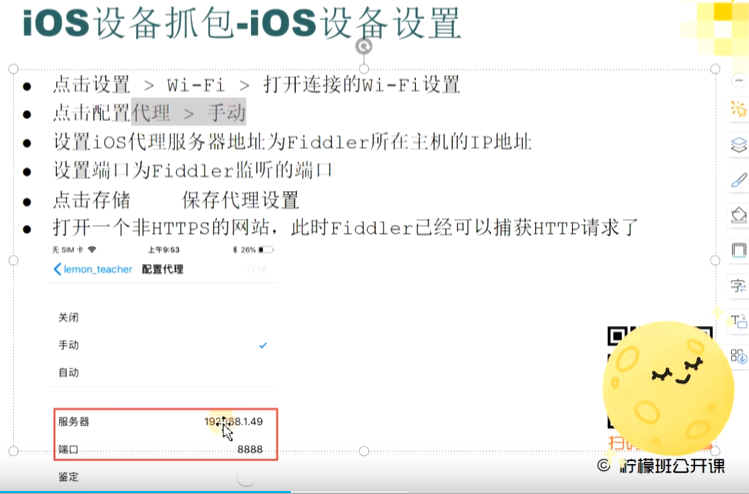 iOS设备抓包-iOS设备设置
点击设置 > Wi-Fi > 打开连接的Wi-Fi设置
点击配置代理 > 手动
设置iOS代理服务器地址为Fiddler所在主机的IP地址
设置端口为Fiddler监听的端口
点击存储 保存代理设置
打开一个非HTTPS的网站，此时Fiddler已经可以捕获HTTP请求了
无 SIM 卡 上午9:53 26%
lemon_teacher 配置代理
关闭
手动
自动
服务器 192.168.1.49
端口 8888
鉴定
© 柠檬班公开课